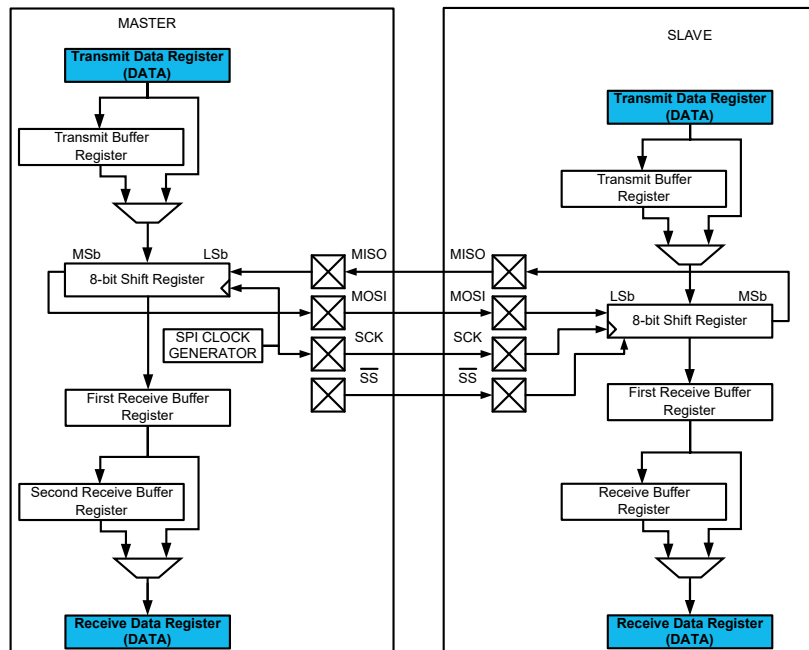 MASTER
Transmit Data Register
(DATA)
Transmit Buffer
Register
MSb
LSb
8-bit Shift Register
SPI CLOCK
GENERATOR
First Receive Buffer
Register
Second Receive Buffer
Register
Receive Data Register
(DATA)
MISO
MOSI
SCK
SS
SLAVE
Transmit Data Register
(DATA)
Transmit Buffer
Register
MISO
MOSI
SCK
SS
LSb
MSb
8-bit Shift Register
First Receive Buffer
Register
Receive Buffer
Register
Receive Data Register
(DATA)